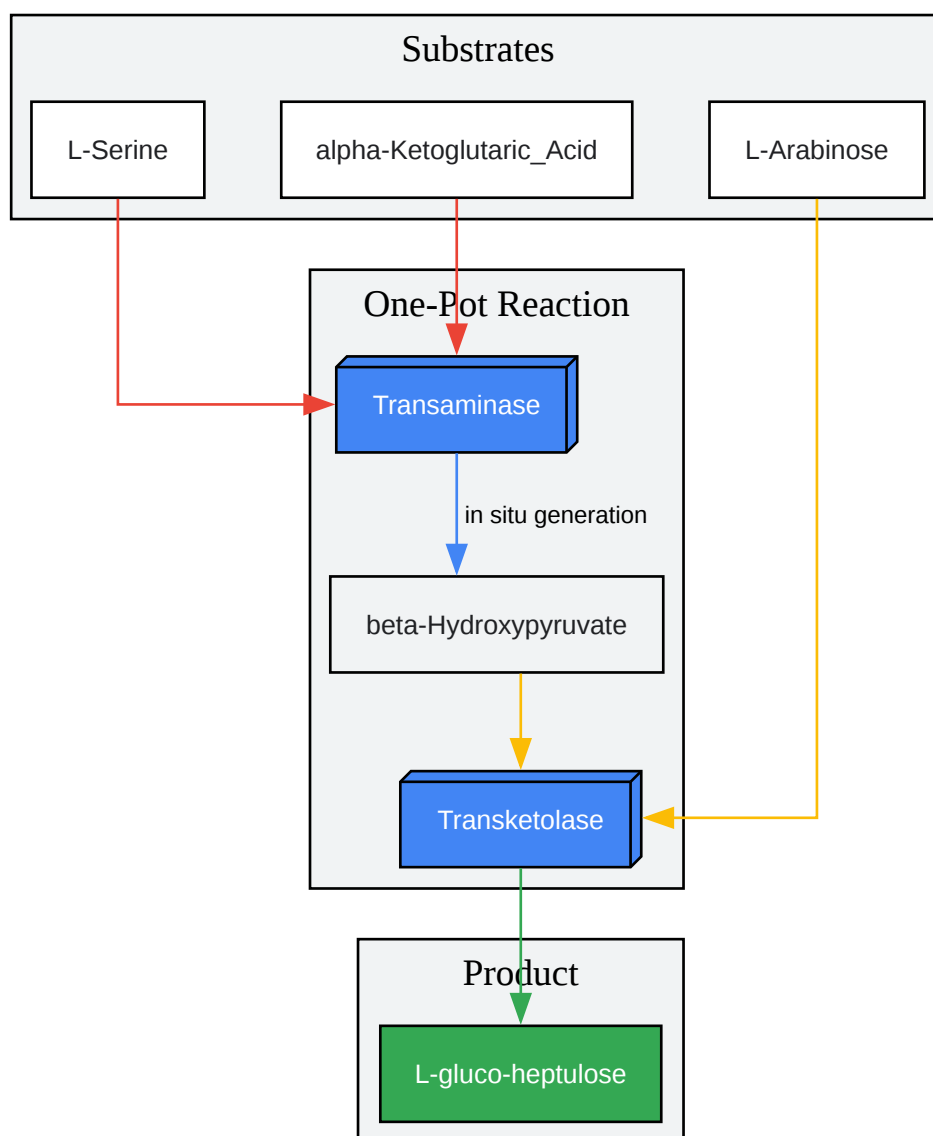 Substrates
L-Serine
alpha-Ketoglutaric_Acid
L-Arabinose
One-Pot Reaction
Transaminase
in situ generation
beta-Hydroxypyruvate
Transketolase
Product
L-gluco-heptulose